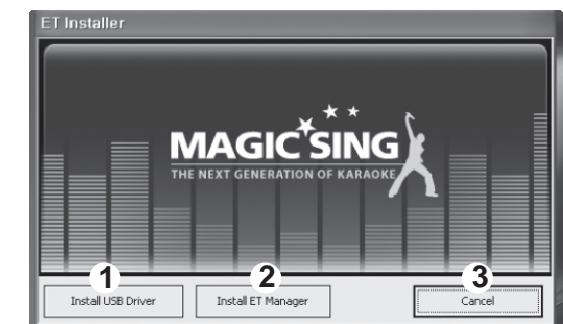 ET Installer
MAGIC SING
THE NEXT GENERATION OF KARAOKE
1 2 3
Install USB Driver Install ET Manager Cancel